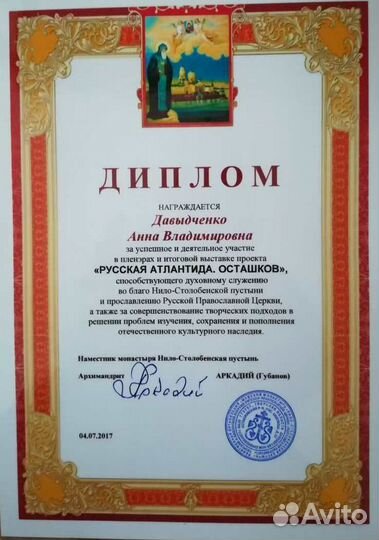 ДИПЛОМ
НАГРАЖДАЕТСЯ
Давыдченко
Анна Владимировна
за успешное и деятельное участие
в пленэрах и итоговой выставке проекта
«РУССКАЯ АТЛАНТИДА. ОСТАШКОВ»,
способствующего духовному служению
во благо Нило-Столобенской пустыни
и прославлению Русской Православной Церкви,
а также за совершенствование творческих подходов в
решении проблем изучения, сохранения и пополнения
отечественного культурного наследия.
Наместник монастыря Нило-Столобенская пустынь
Архимандрит АРКАДИЙ (Губанов)
04.07.2017
Avito